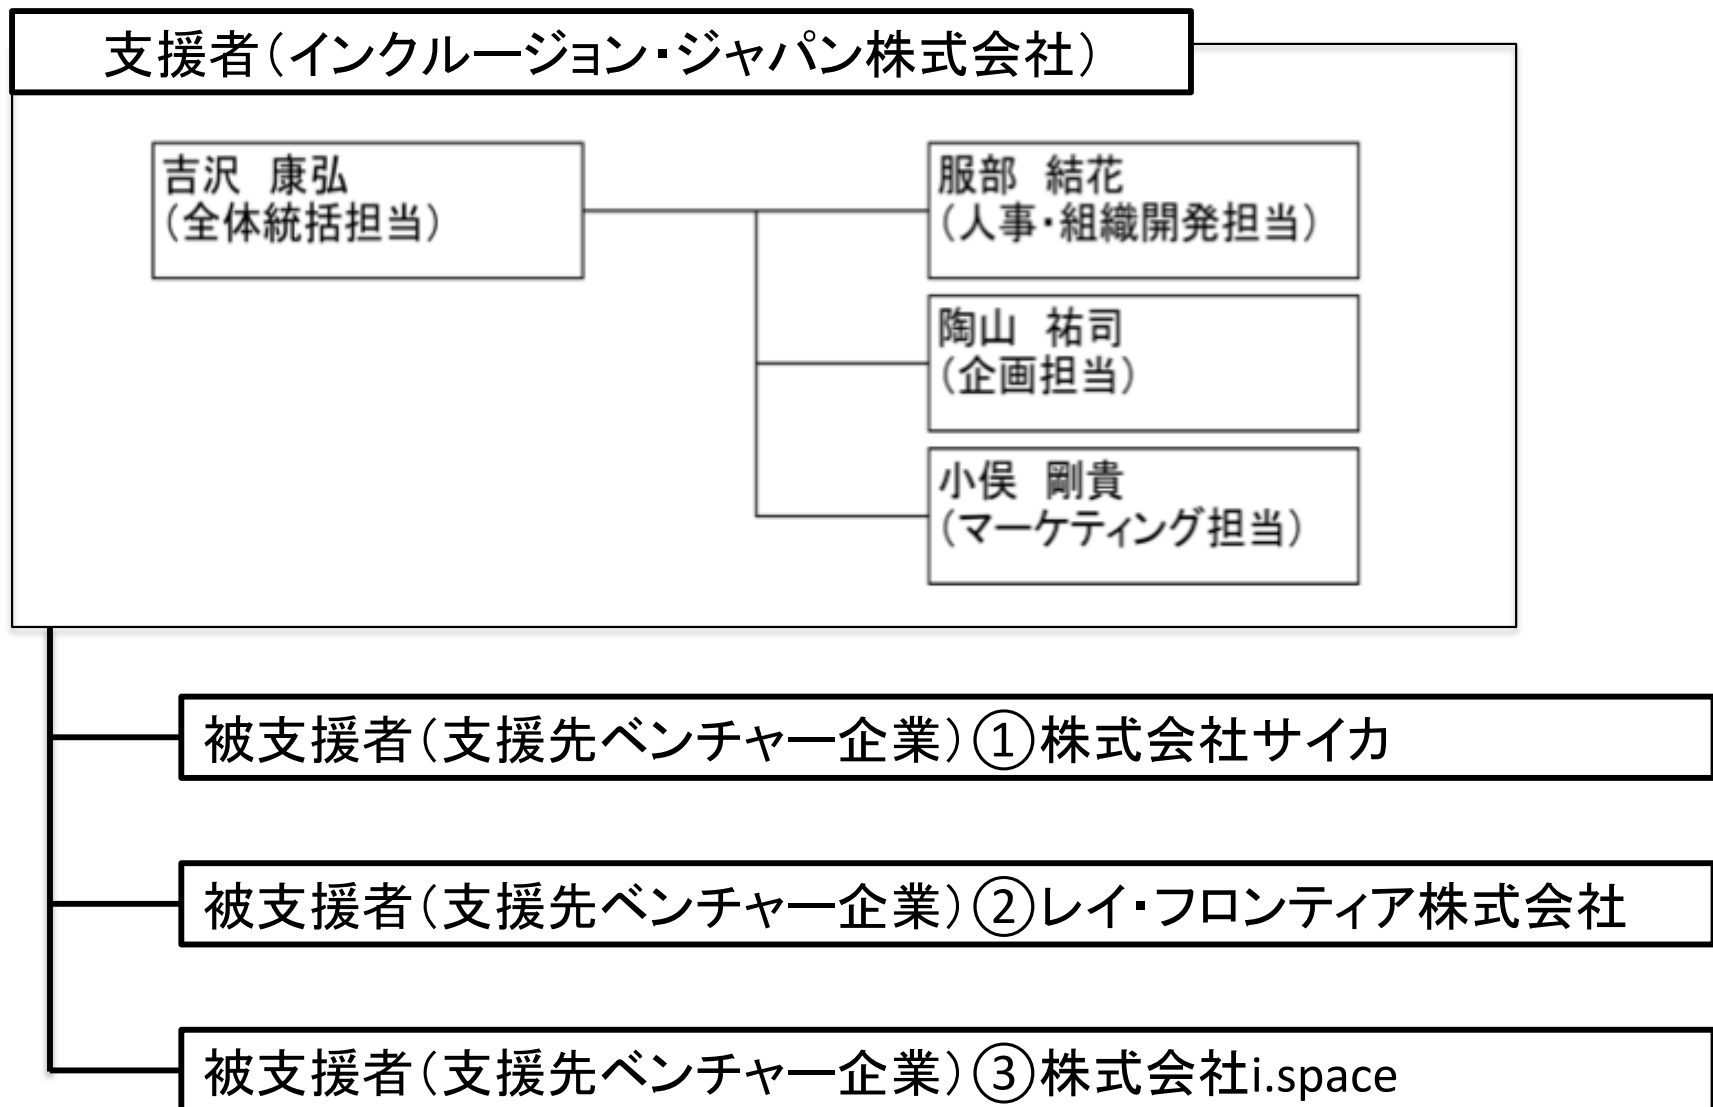 支援者（インクルージョン・ジャパン株式会社）
吉沢　康弘
（全体統括担当）
服部　結花
（人事・組織開発担当）
陶山　祐司
（企画担当）
小俣　剛貴
（マーケティング担当）
被支援者（支援先ベンチャー企業）①株式会社サイカ
被支援者（支援先ベンチャー企業）②レイ・フロンティア株式会社
被支援者（支援先ベンチャー企業）③株式会社i.space